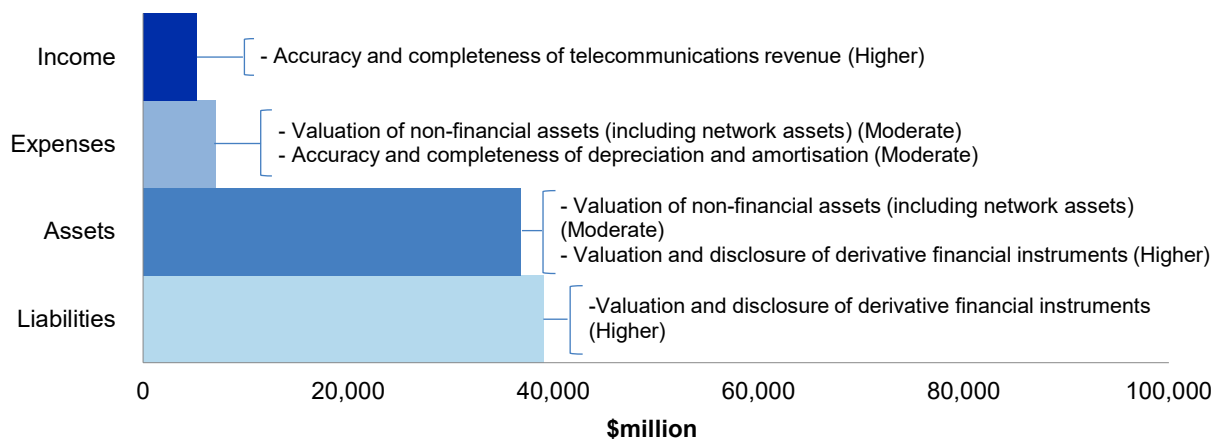 Income
- Accuracy and completeness of telecommunications revenue (Higher)
Expenses
- Valuation of non-financial assets (including network assets) (Moderate)
- Accuracy and completeness of depreciation and amortisation (Moderate)
Assets
- Valuation of non-financial assets (including network assets)
(Moderate)
- Valuation and disclosure of derivative financial instruments (Higher)
Liabilities
-Valuation and disclosure of derivative financial instruments
(Higher)
0
20,000
40,000
60,000
80,000
100,000
$million